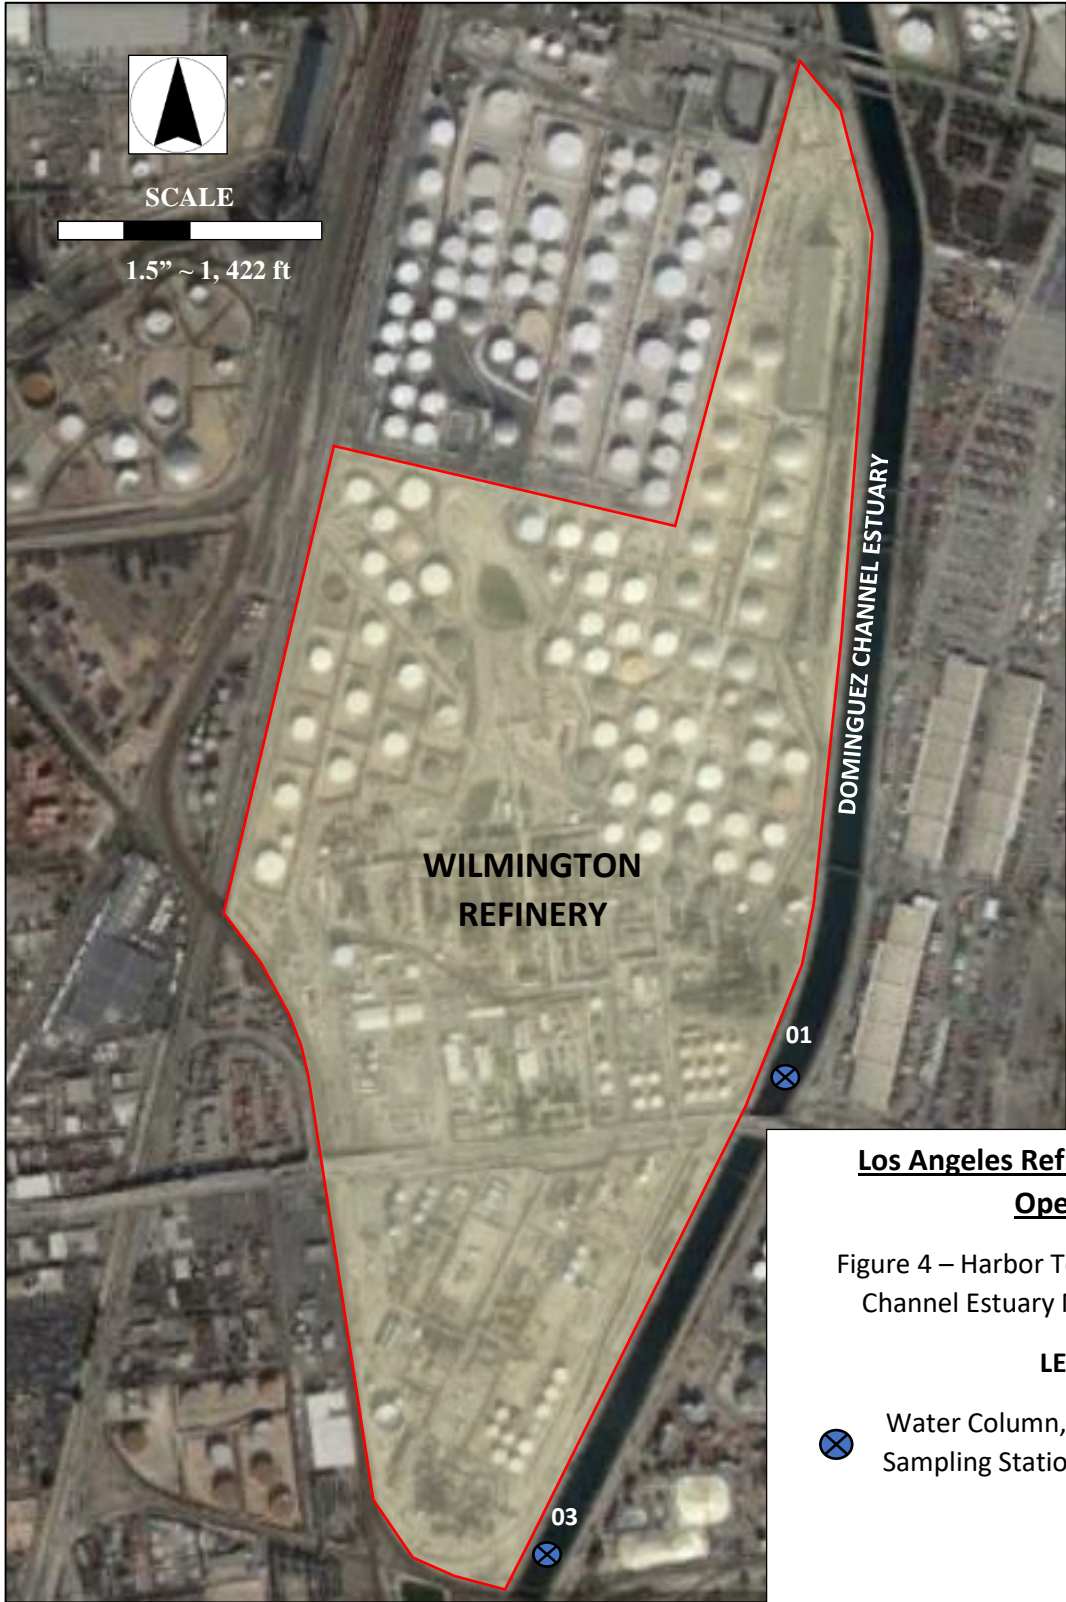 SCALE
1.5” ~ 1, 422 ft
DOMINGUEZ CHANNEL ESTUARY
WILMINGTON
REFINERY
01
Los Angeles Ref
Ope
Figure 4 – Harbor T
Channel Estuary
LE
Water Column,
Sampling Statio
03